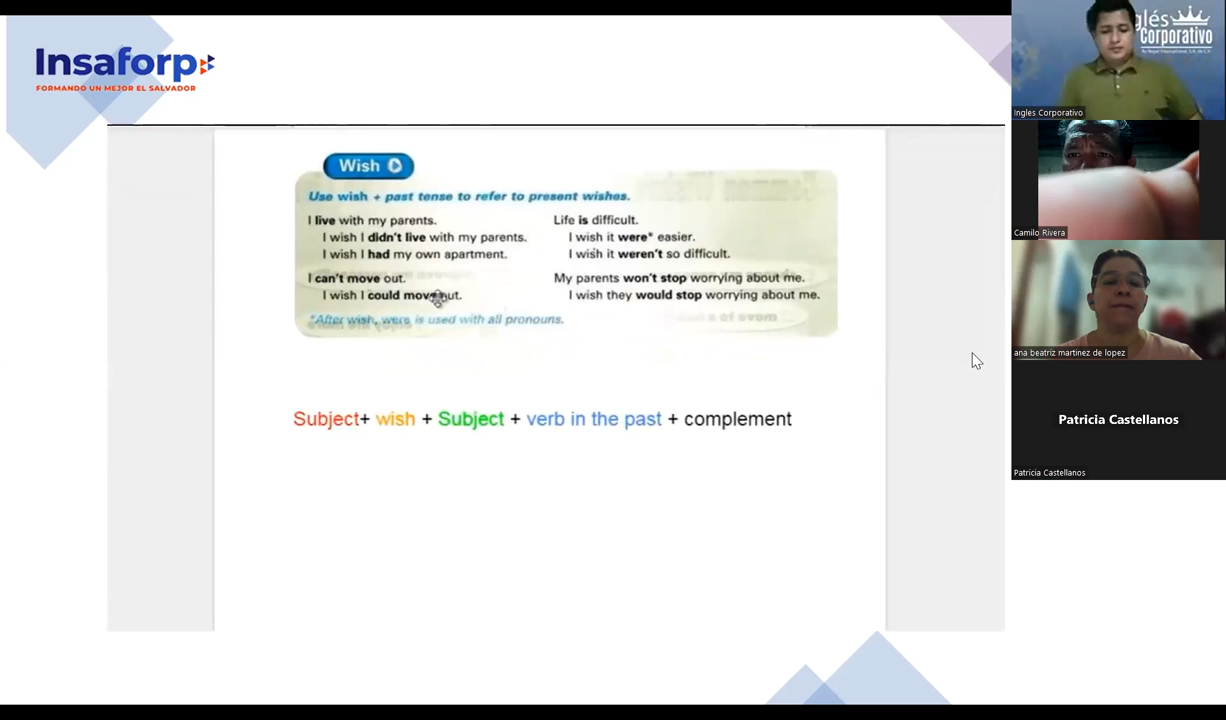 Insaforp
FORMANDO UN MEJOR EL SALVADOR
Wish
Use wish + past tense to refer to present wishes.
I live with my parents.
I wish I didn't live with my parents.
I wish I had my own apartment.
I can't move out.
I wish I could move out.
*After wish, were is used with all pronouns.
Life is difficult.
I wish it were* easier.
I wish it weren't so difficult.
My parents won't stop worrying about me.
I wish they would stop worrying about me.
Subject+ wish + Subject + verb in the past + complement
glés
Corporativo
Ingles Corporativo
Camilo Rivera
ana beatriz martinez de lopez
Patricia Castellanos
Patricia Castellanos